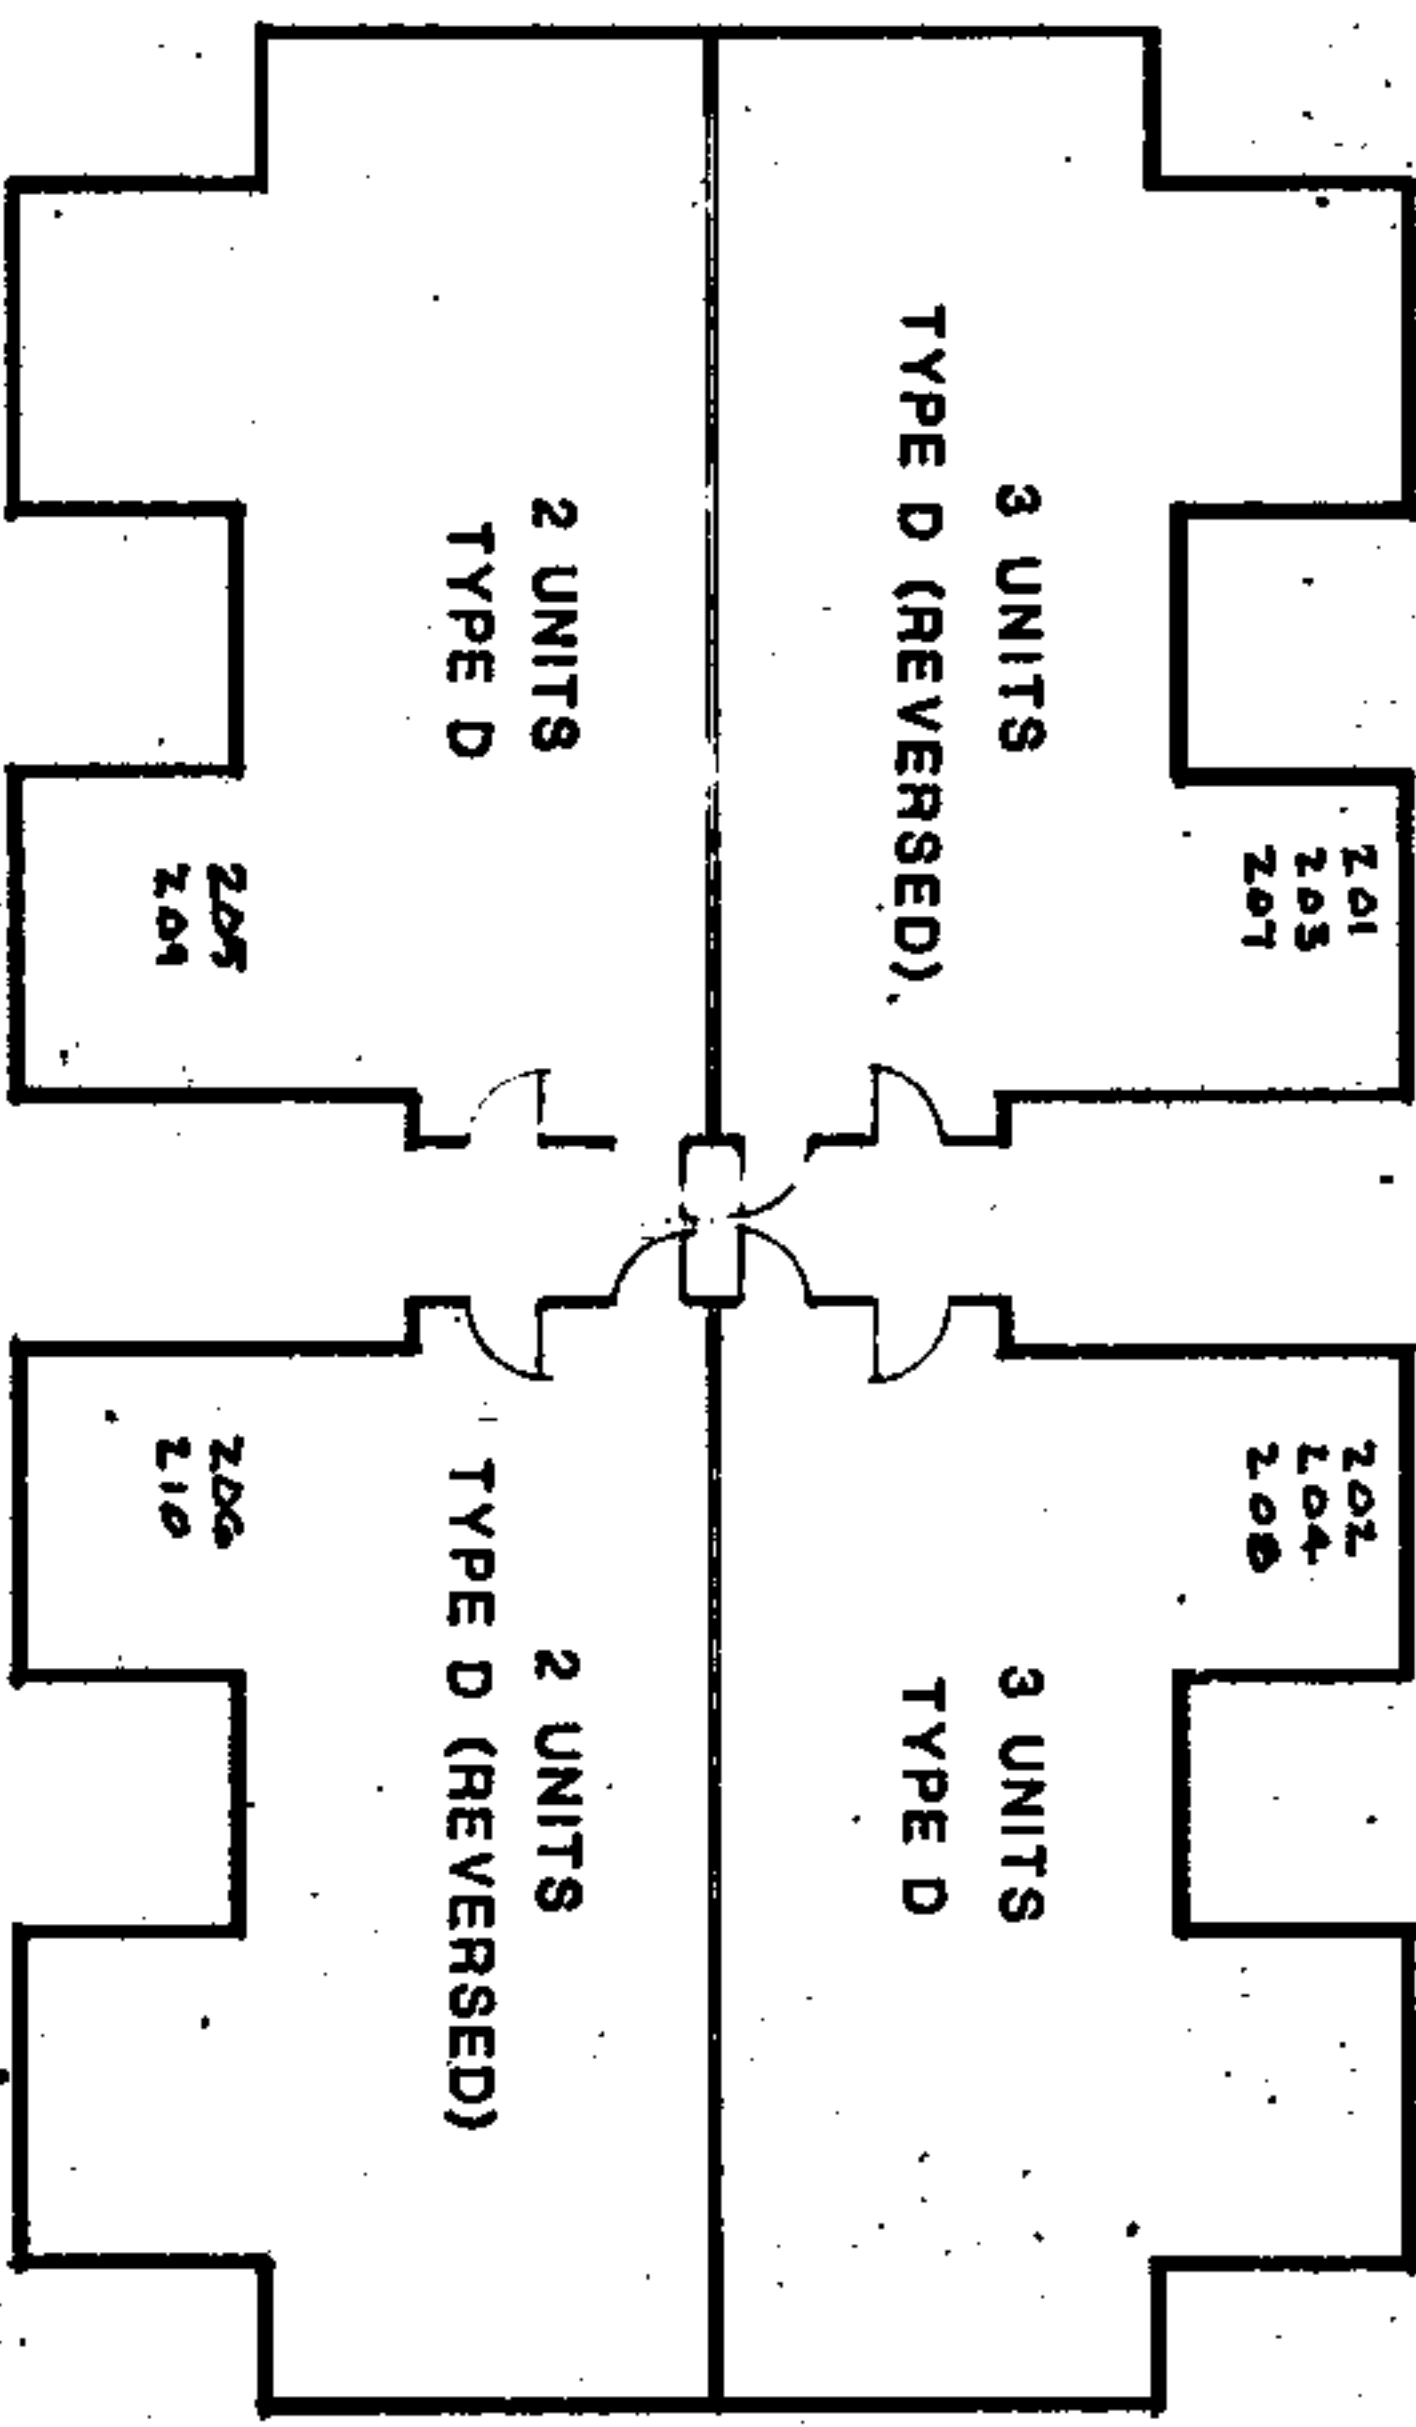 201
203
207
3 UNITS
TYPE D (REVERSED)
202
204
208
3 UNITS
TYPE D
2 UNITS
TYPE D
205
209
2 UNITS
TYPE D (REVERSED)
206
210